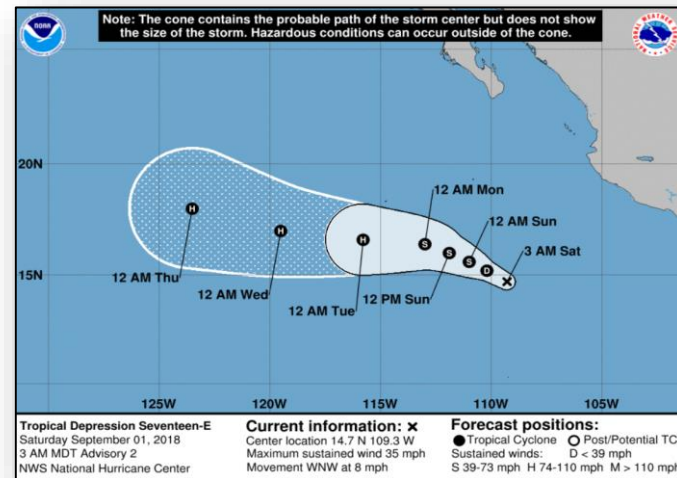 Note: The cone contains the probable path of the storm center but does not show
the size of the storm. Hazardous conditions can occur outside of the cone.
NOAA
NATIONAL WEATHER SERVICE
20N
15N
12 AM Mon
12 AM Sun
3 AM Sat
H
H
H
S
S
S
D
12 AM Thu
12 AM Wed
12 AM Tue
12 PM Sun
125W
120W
115W
110W
105W
Tropical Depression Seventeen-E
Saturday September 01, 2018
3 AM MDT Advisory 2
NWS National Hurricane Center
Current information: ×
Center location 14.7 N 109.3 W
Maximum sustained wind 35 mph
Movement WNW at 8 mph
Forecast positions:
● Tropical Cyclone ○ Post/Potential TC
Sustained winds: D < 39 mph
S 39-73 mph H 74-110 mph M > 110 mph